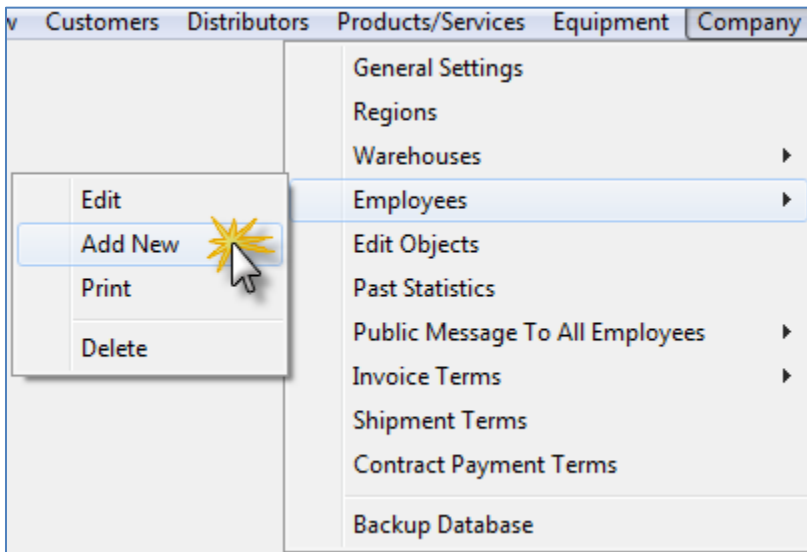 Customers Distributors Products/Services Equipment Company
General Settings
Regions
Warehouses
Employees
Edit Objects
Past Statistics
Public Message To All Employees
Invoice Terms
Shipment Terms
Contract Payment Terms
Backup Database
Edit
Add New
Print
Delete